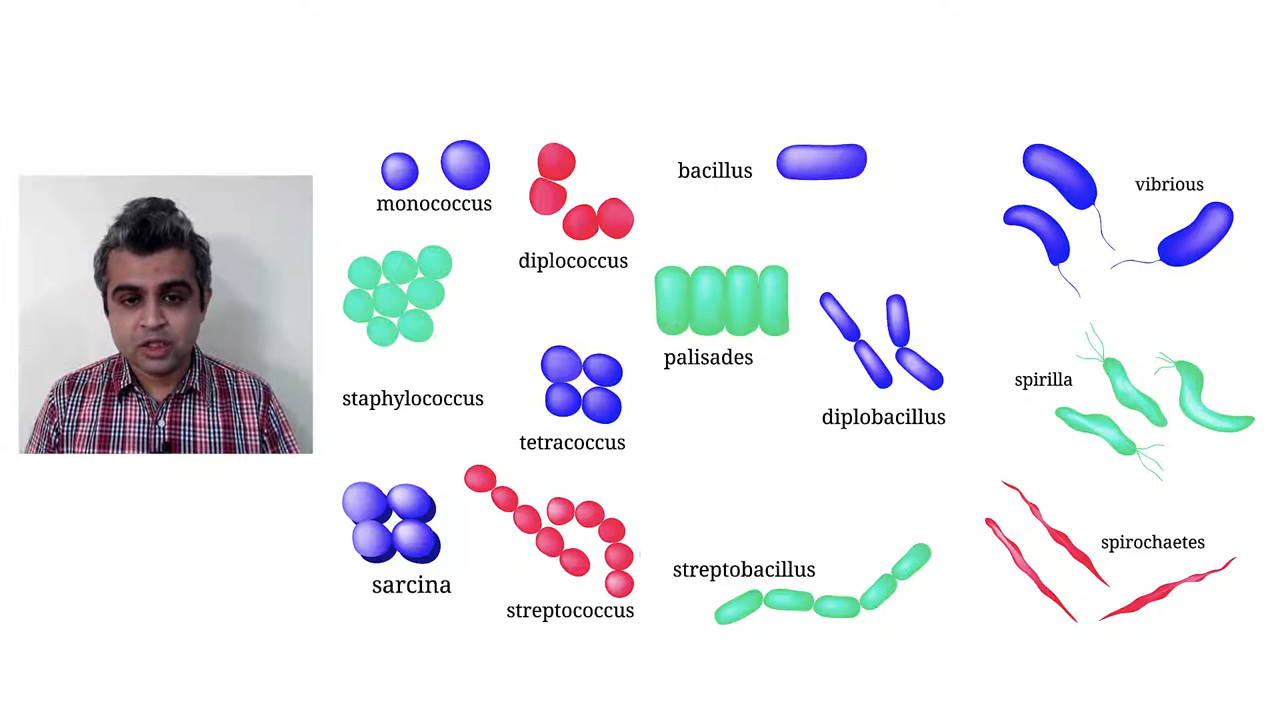 monococcus
diplococcus
staphylococcus
tetracoccus
sarcina
streptococcus
bacillus
palisades
diplobacillus
streptobacillus
vibrious
spirilla
spirochaetes